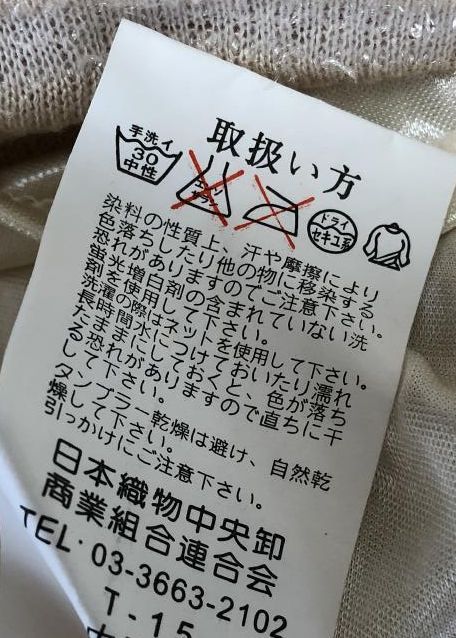 取扱い方
手洗イ
30
中性
エンソ
サラシ
ドライ
セキユ系
染料の性質上、汗や摩擦により
色落ちしたり他の物に移染する
恐れがありますのでご注意下さい。
蛍光増白剤の含まれていない洗
剤を使用して下さい。
洗濯の際はネットを使用して下さい。
長時間水につけておいたり濡れ
たままにしておくと、色が落ち
る恐れがありますので直ちに干
して下さい。
タンブラー乾燥は避け、自然乾
燥して下さい。
引っかけにご注意下さい。
日本織物中央卸
商業組合連合会
TEL・03-3663-2102
T-15